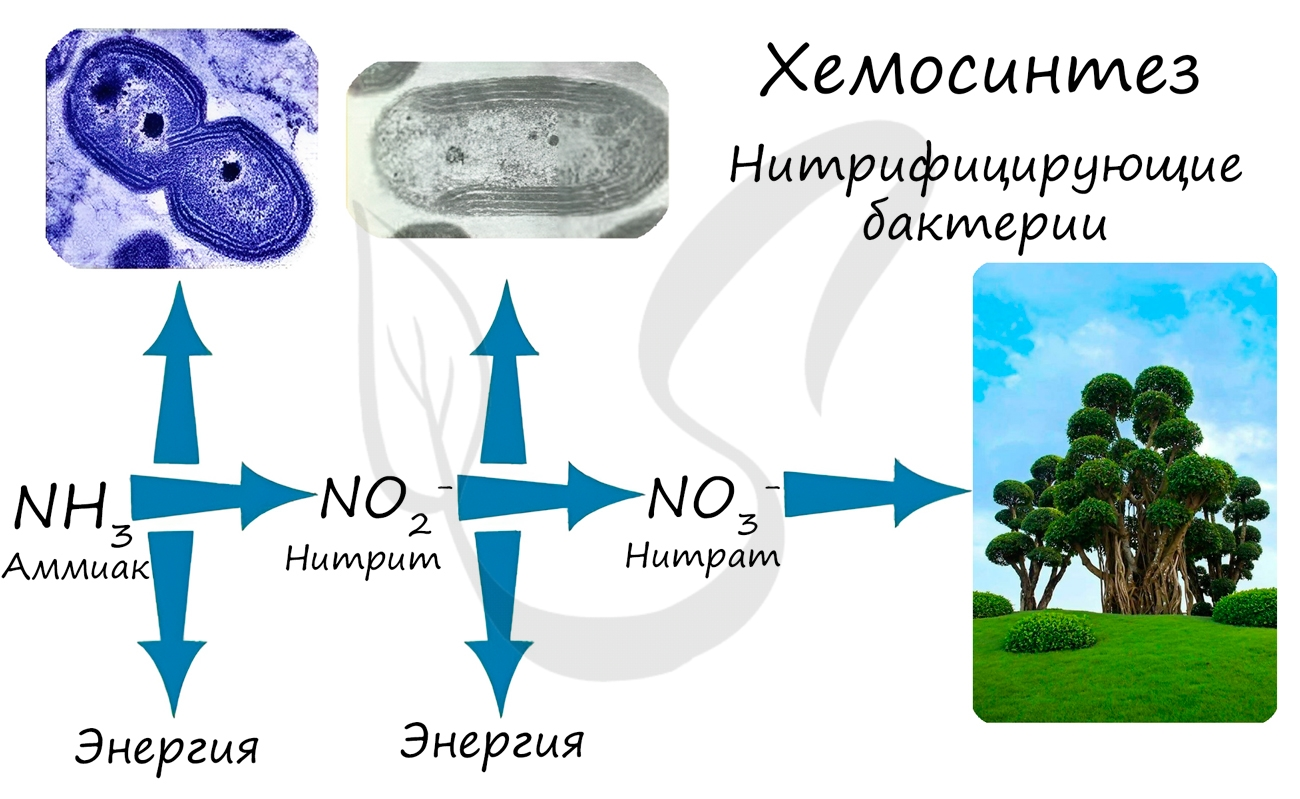 Хемосинтез
Нитрифицирующие
бактерии
NH₃
Аммиак
NO₂⁻
Нитрит
NO₃⁻
Нитрат
Энергия
Энергия